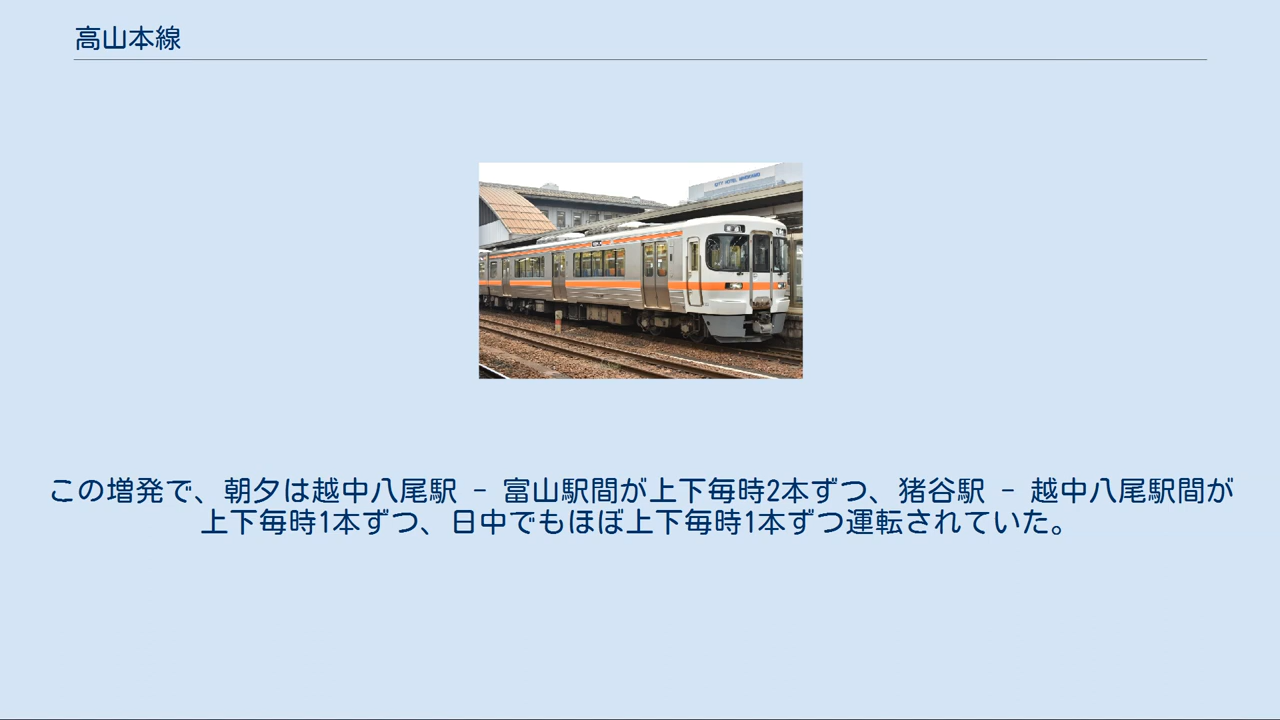 高山本線
この増発で、朝夕は越中八尾駅 - 富山駅間が上下毎時2本ずつ、猪谷駅 - 越中八尾駅間が
上下毎時1本ずつ、日中でもほぼ上下毎時1本ずつ運転されていた。